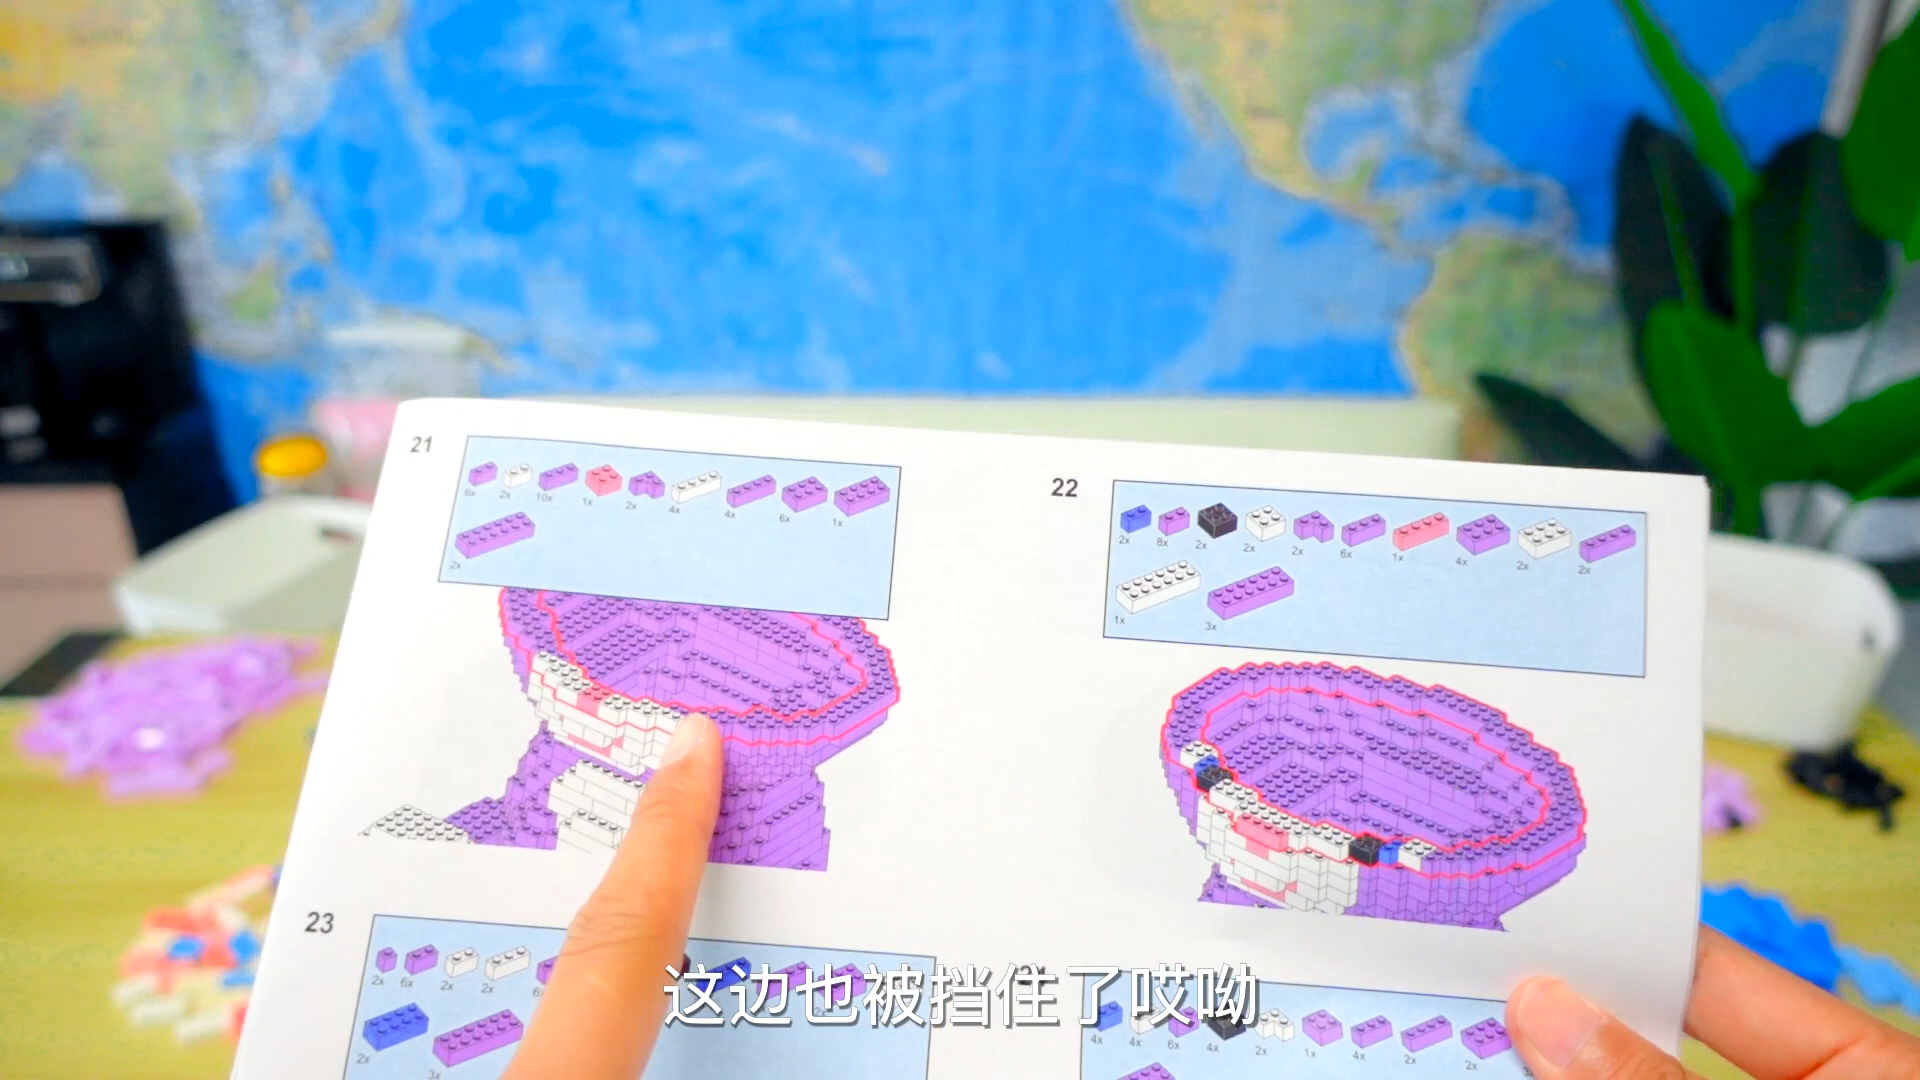 21
6x 2x 10x 1x 2x 4x 4x 6x 1x
2x
22
2x 8x 2x 2x 2x 6x 1x 4x 2x 2x
1x 3x
23
2x 6x 2x 2x
2x 3x
4x 4x 6x 4x 2x 1x 4x 2x 2x
这边也被挡住了哎呦